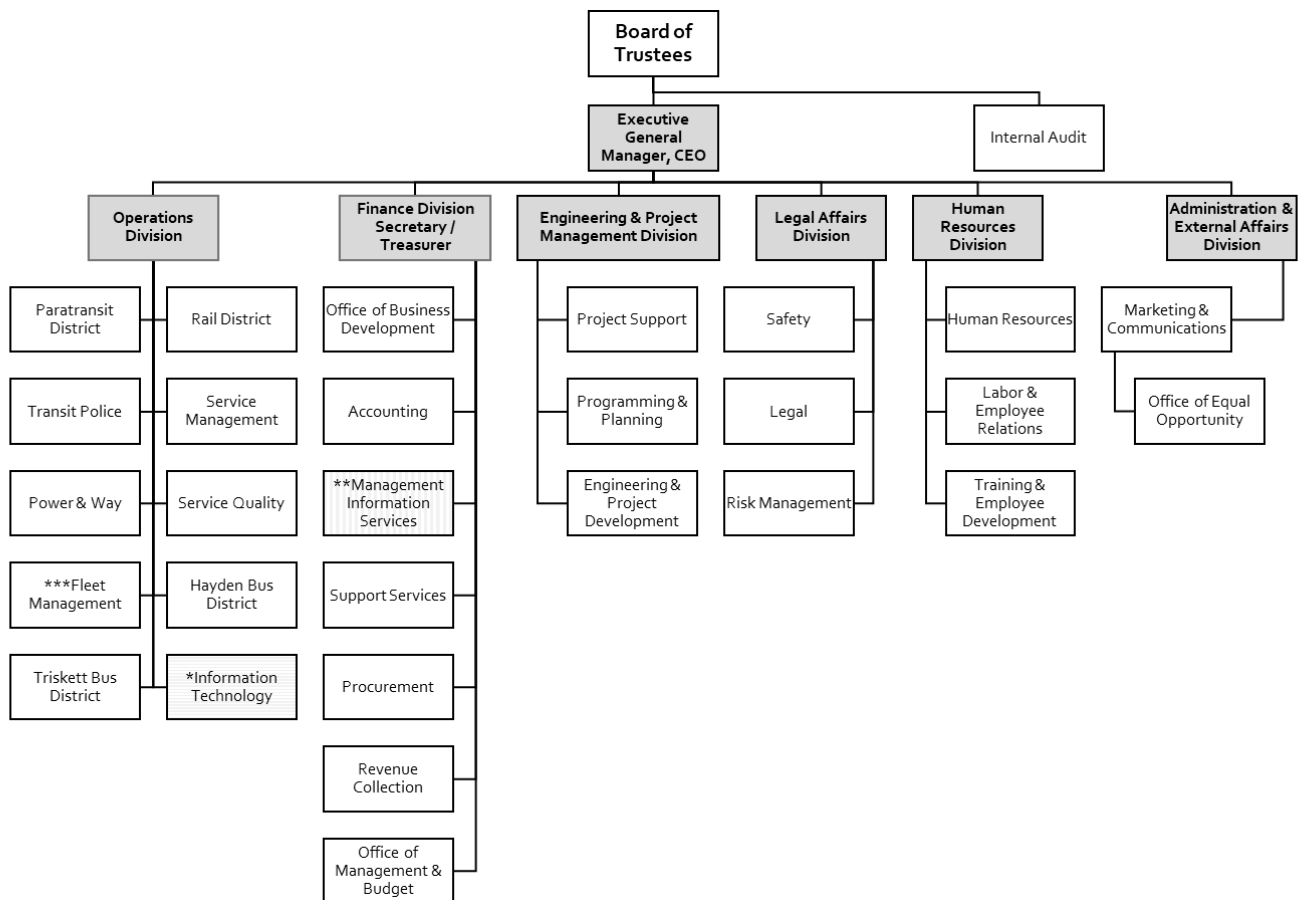 Board of
Trustees
Executive
General
Manager, CEO
Internal Audit
Operations
Division
Finance Division
Secretary /
Treasurer
Engineering & Project
Management Division
Legal Affairs
Division
Human
Resources
Division
Administration &
External Affairs
Division
Paratransit
District
Rail District
Transit Police
Service
Management
Power & Way
Service Quality
***Fleet
Management
Hayden Bus
District
Triskett Bus
District
*Information
Technology
Office of Business
Development
Accounting
**Management
Information
Services
Support Services
Procurement
Revenue
Collection
Office of
Management &
Budget
Project Support
Programming &
Planning
Engineering &
Project
Development
Safety
Legal
Risk Management
Human Resources
Labor &
Employee
Relations
Training &
Employee
Development
Marketing &
Communications
Office of Equal
Opportunity